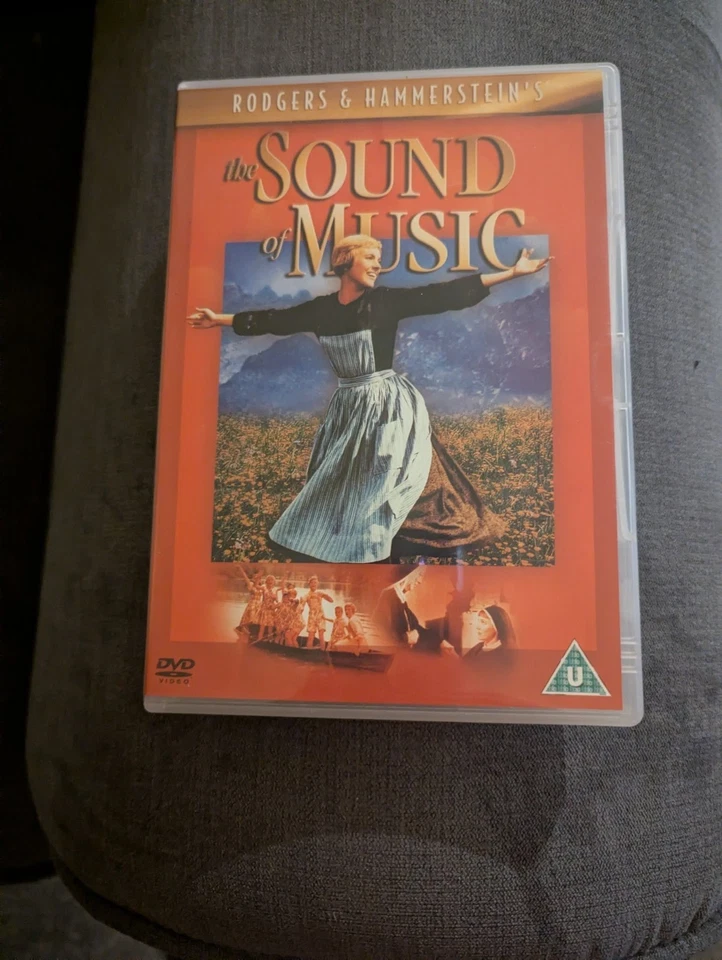 RODGERS & HAMMERSTEIN'S
the SOUND
of MUSIC
DVD
VIDEO
U